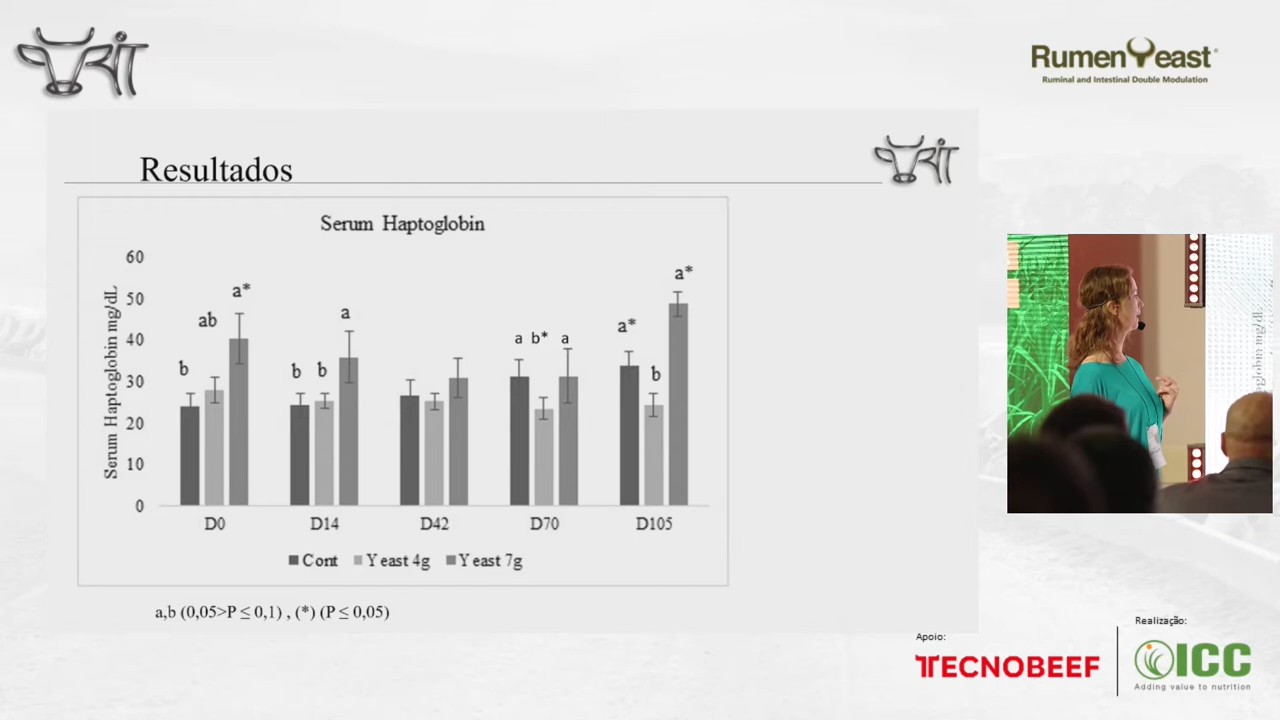 RumenYeast
Ruminal and Intestinal Double Modulation
Resultados
Serum Haptoglobin
Serum Haptoglobin mg/dL
60
50
40
30
20
10
0
b ab a*
b b a
a b* a
a* b a*
D0 D14 D42 D70 D105
Cont Yeast 4g Yeast 7g
a,b (0,05>P ≤ 0,1) , (*) (P ≤ 0,05)
Apoio:
TECNOBEEF
Realização:
ICC
Adding value to nutrition